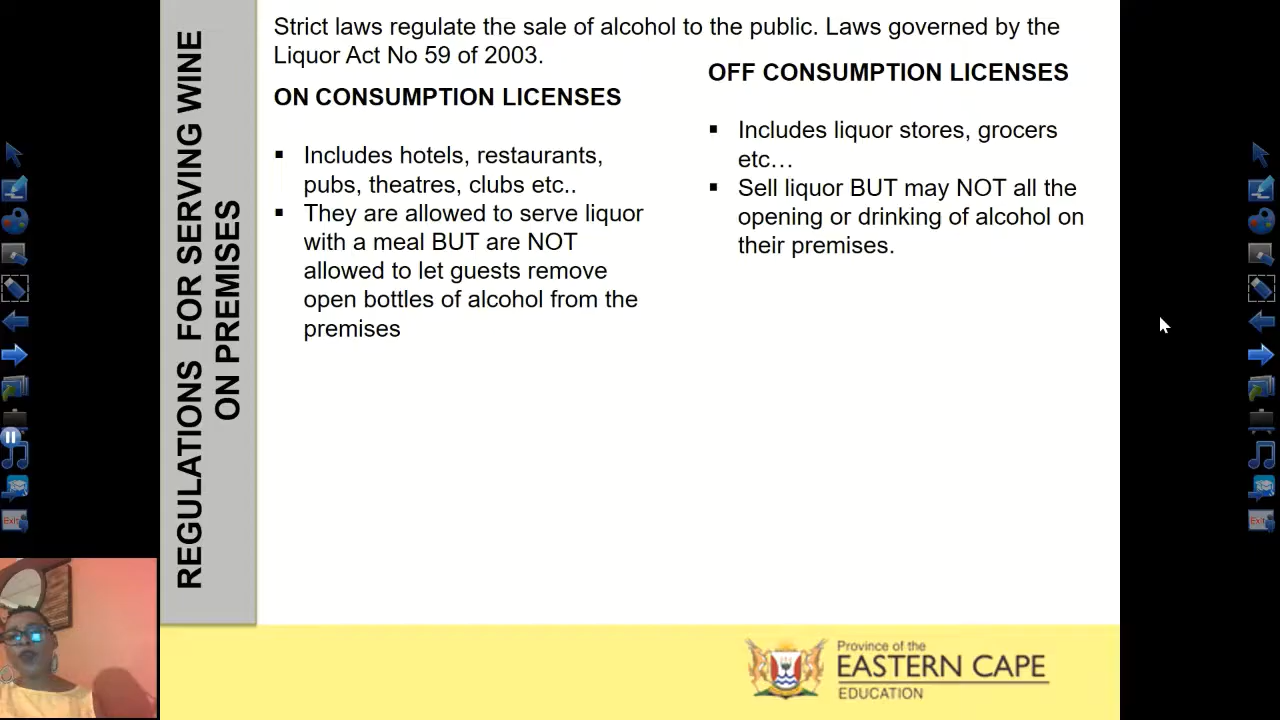 REGULATIONS FOR SERVING WINE
ON PREMISES
Strict laws regulate the sale of alcohol to the public. Laws governed by the
Liquor Act No 59 of 2003.
ON CONSUMPTION LICENSES
▪ Includes hotels, restaurants,
pubs, theatres, clubs etc..
▪ They are allowed to serve liquor
with a meal BUT are NOT
allowed to let guests remove
open bottles of alcohol from the
premises
OFF CONSUMPTION LICENSES
▪ Includes liquor stores, grocers
etc…
▪ Sell liquor BUT may NOT all the
opening or drinking of alcohol on
their premises.
Exit
Exit
Province of the
EASTERN CAPE
EDUCATION